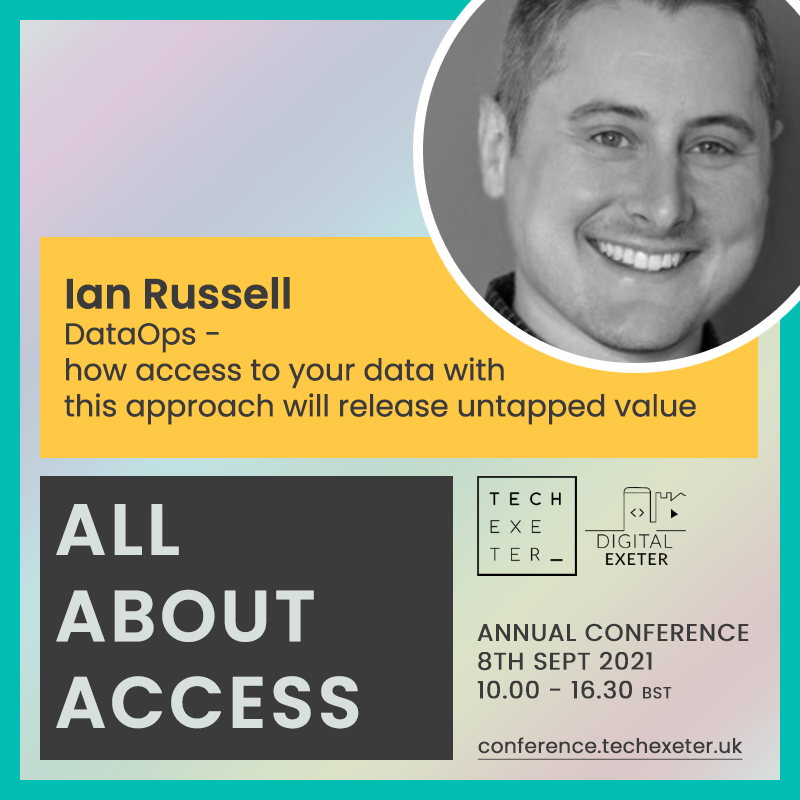 Ian Russell
DataOps -
how access to your data with
this approach will release untapped value
ALL
ABOUT
ACCESS
TECH
EXE
TER_
<>
DIGITAL
EXETER
ANNUAL CONFERENCE
8TH SEPT 2021
10.00 - 16.30 BST
conference.techexeter.uk